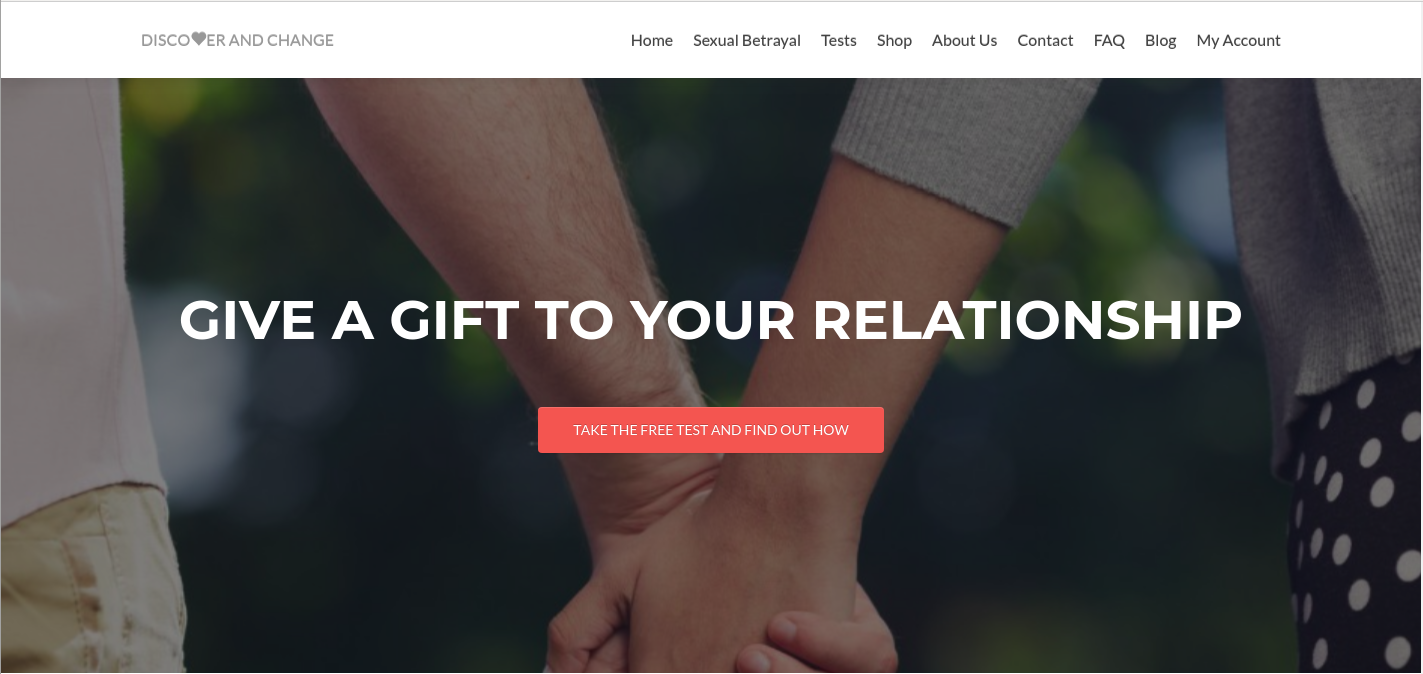 DISCO♥ER AND CHANGE
Home Sexual Betrayal Tests Shop About Us Contact FAQ Blog My Account
GIVE A GIFT TO YOUR RELATIONSHIP
TAKE THE FREE TEST AND FIND OUT HOW